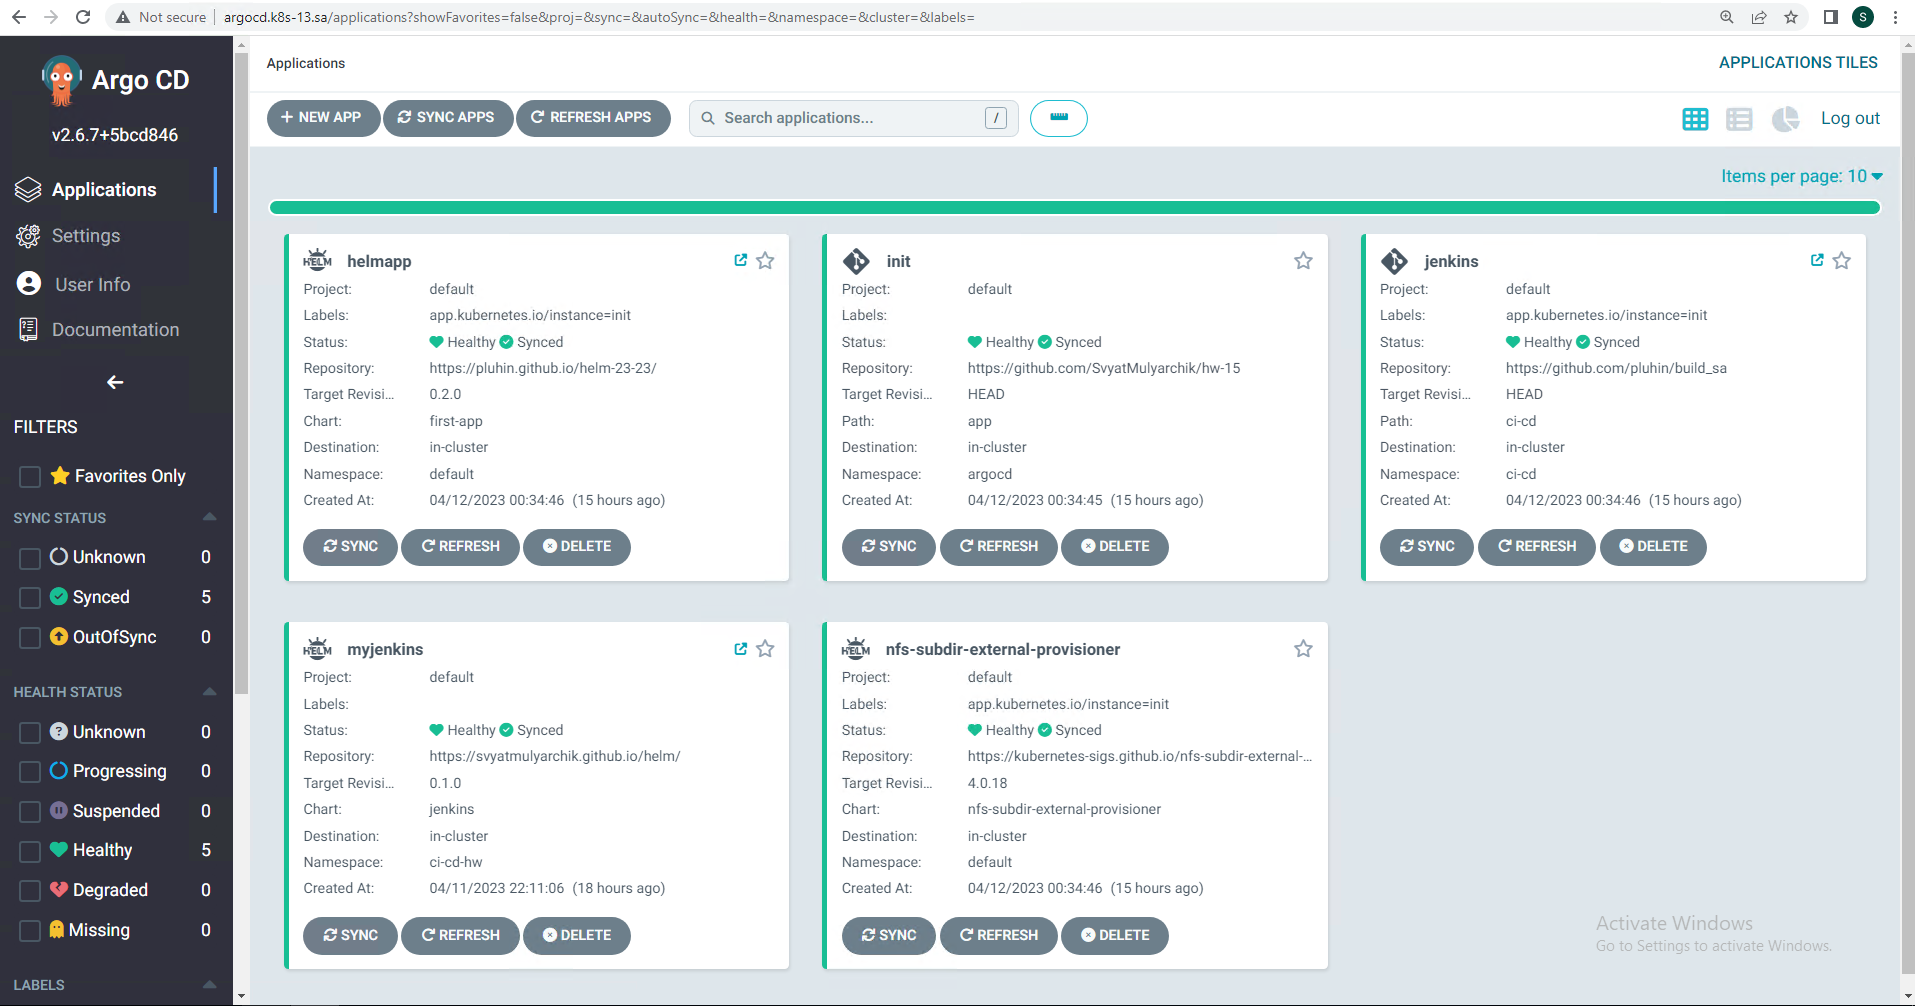 Not secure argocd.k8s-13.sa/applications?showFavorites=false&proj=&sync=&autoSync=&health=&namespace=&cluster=&labels= S
Argo CD
v2.6.7+5bcd846
Applications
Settings
User Info
Documentation
FILTERS
Favorites Only
SYNC STATUS
Unknown 0
Synced 5
OutOfSync 0
HEALTH STATUS
Unknown 0
Progressing 0
Suspended 0
Healthy 5
Degraded 0
Missing 0
LABELS
Applications APPLICATIONS TILES
NEW APP SYNC APPS REFRESH APPS Search applications... / Log out
Items per page: 10
HELM helmapp
Project: default
Labels: app.kubernetes.io/instance=init
Status: Healthy Synced
Repository: https://pluhin.github.io/helm-23-23/
Target Revisi... 0.2.0
Chart: first-app
Destination: in-cluster
Namespace: default
Created At: 04/12/2023 00:34:46 (15 hours ago)
SYNC REFRESH DELETE
init
Project: default
Labels:
Status: Healthy Synced
Repository: https://github.com/SvyatMulyarchik/hw-15
Target Revisi... HEAD
Path: app
Destination: in-cluster
Namespace: argocd
Created At: 04/12/2023 00:34:45 (15 hours ago)
SYNC REFRESH DELETE
jenkins
Project: default
Labels: app.kubernetes.io/instance=init
Status: Healthy Synced
Repository: https://github.com/pluhin/build_sa
Target Revisi... HEAD
Path: ci-cd
Destination: in-cluster
Namespace: ci-cd
Created At: 04/12/2023 00:34:46 (15 hours ago)
SYNC REFRESH DELETE
HELM myjenkins
Project: default
Labels:
Status: Healthy Synced
Repository: https://svyatmulyarchik.github.io/helm/
Target Revisi... 0.1.0
Chart: jenkins
Destination: in-cluster
Namespace: ci-cd-hw
Created At: 04/11/2023 22:11:06 (18 hours ago)
SYNC REFRESH DELETE
HELM nfs-subdir-external-provisioner
Project: default
Labels: app.kubernetes.io/instance=init
Status: Healthy Synced
Repository: https://kubernetes-sigs.github.io/nfs-subdir-external-...
Target Revisi... 4.0.18
Chart: nfs-subdir-external-provisioner
Destination: in-cluster
Namespace: default
Created At: 04/12/2023 00:34:46 (15 hours ago)
SYNC REFRESH DELETE
Activate Windows
Go to Settings to activate Windows.